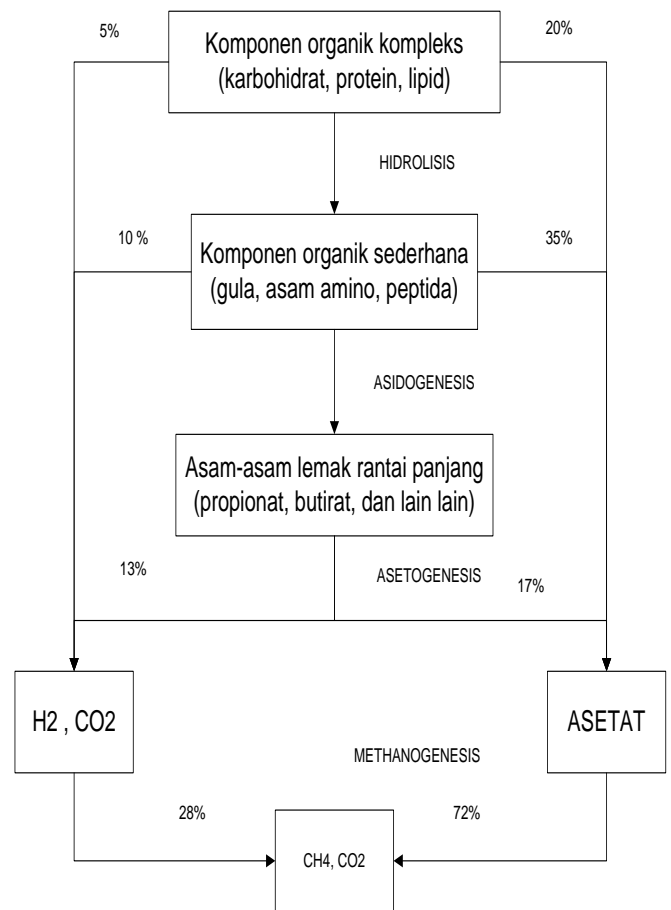 5%
Komponen organik kompleks
(karbohidrat, protein, lipid)
20%
HIDROLISIS
10 %
Komponen organik sederhana
(gula, asam amino, peptida)
35%
ASIDOGENESIS
Asam-asam lemak rantai panjang
(propionat, butirat, dan lain lain)
13%
ASETOGENESIS
17%
H2 , CO2
ASETAT
METHANOGENESIS
28%
72%
CH4, CO2